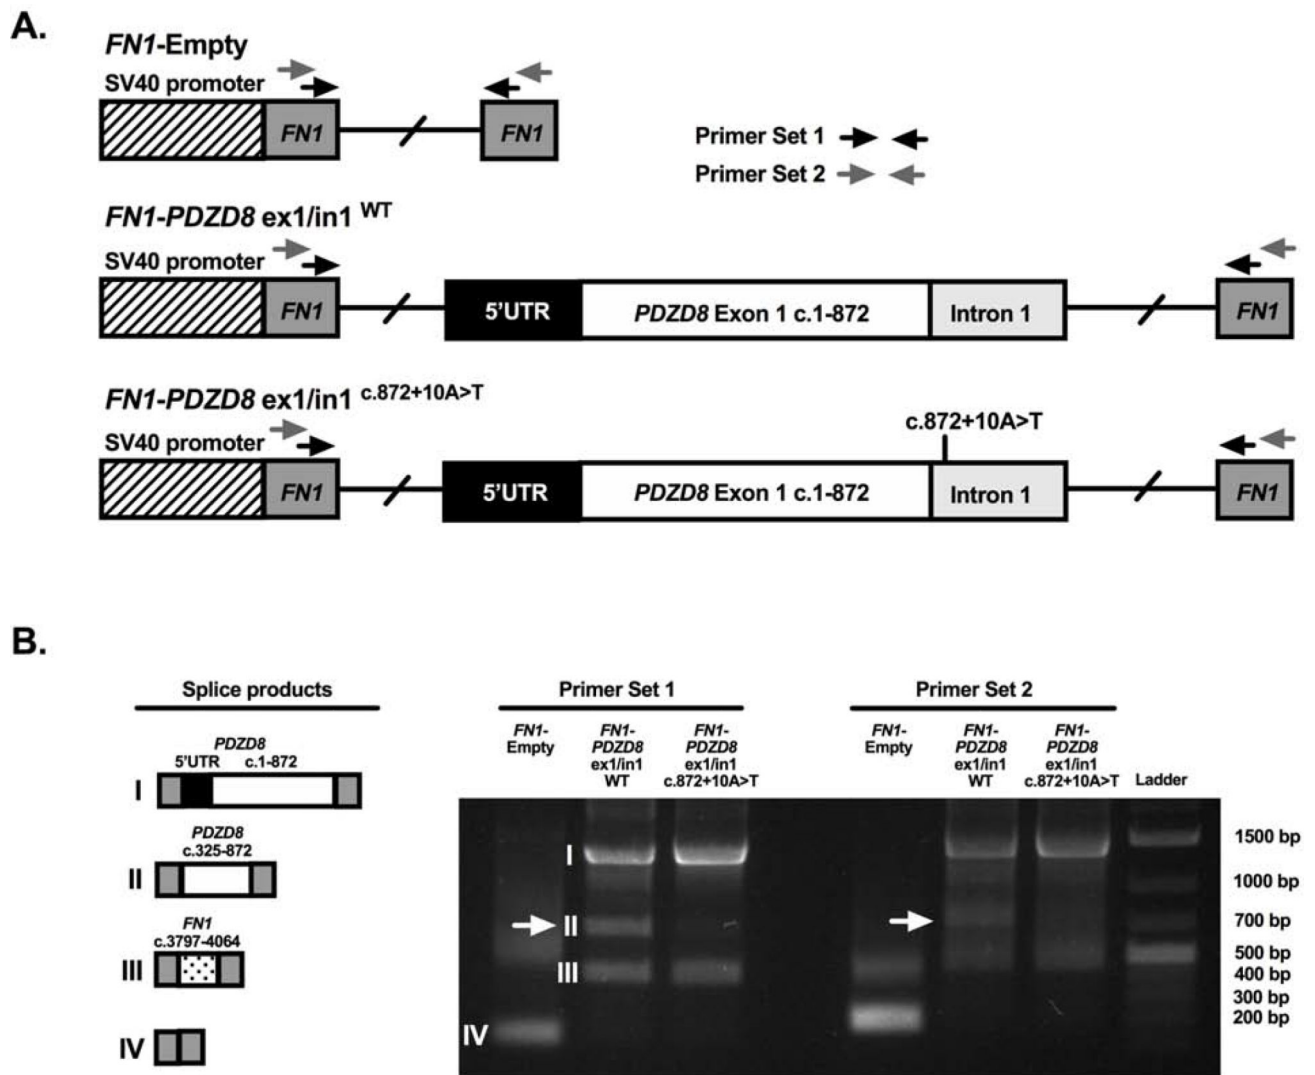 A.
FN1-Empty
SV40 promoter
FN1
FN1
Primer Set 1
Primer Set 2
FN1-PDZD8 ex1/in1 WT
SV40 promoter
FN1
5'UTR
PDZD8 Exon 1 c.1-872
Intron 1
FN1
FN1-PDZD8 ex1/in1 c.872+10A>T
SV40 promoter
c.872+10A>T
FN1
5'UTR
PDZD8 Exon 1 c.1-872
Intron 1
FN1
B.
Splice products
PDZD8
5'UTR c.1-872
I
PDZD8
c.325-872
II
FN1
c.3797-4064
III
IV
Primer Set 1
FN1-
Empty
FN1-
PDZD8
ex1/in1
WT
FN1-
PDZD8
ex1/in1
c.872+10A>T
Primer Set 2
FN1-
Empty
FN1-
PDZD8
ex1/in1
WT
FN1-
PDZD8
ex1/in1
c.872+10A>T
Ladder
I
II
III
IV
1500 bp
1000 bp
700 bp
500 bp
400 bp
300 bp
200 bp